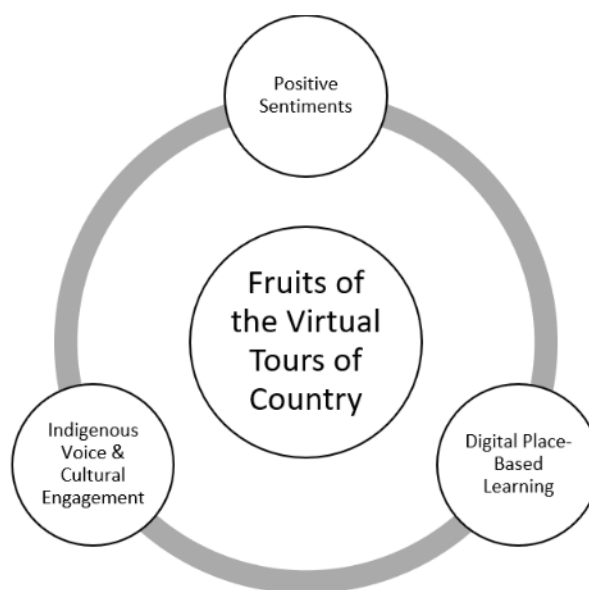 Positive
Sentiments
Fruits of
the Virtual
Tours of
Country
Indigenous
Voice &
Cultural
Engagement
Digital Place-
Based
Learning